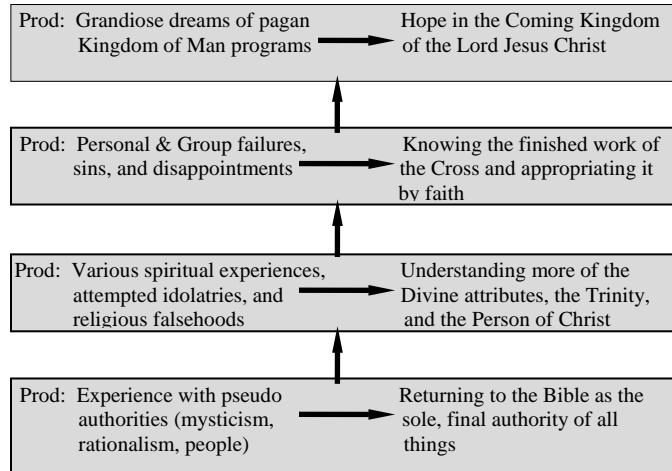 Prod: Grandiose dreams of pagan
Kingdom of Man programs
Hope in the Coming Kingdom
of the Lord Jesus Christ
Prod: Personal & Group failures,
sins, and disappointments
Knowing the finished work of
the Cross and appropriating it
by faith
Prod: Various spiritual experiences,
attempted idolatries, and
religious falsehoods
Understanding more of the
Divine attributes, the Trinity,
and the Person of Christ
Prod: Experience with pseudo
authorities (mysticism,
rationalism, people)
Returning to the Bible as the
sole, final authority of all
things